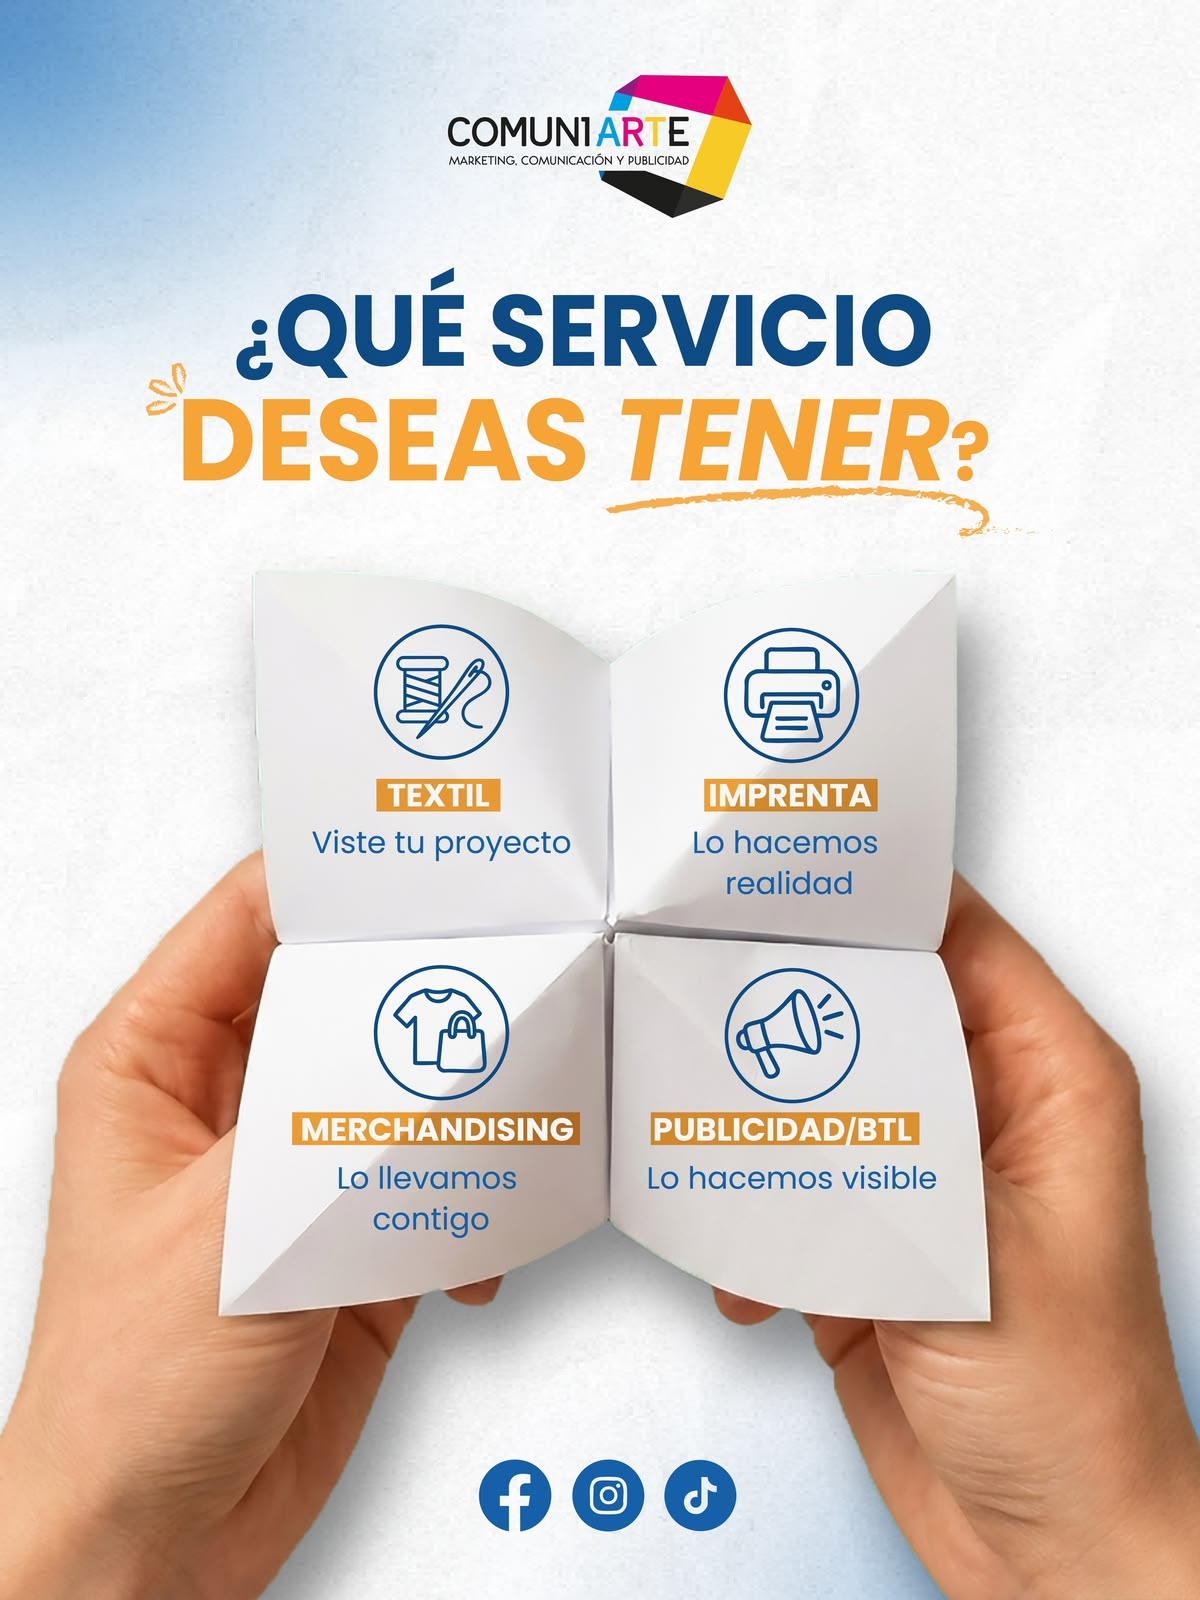 COMUNIARTE
MARKETING, COMUNICACIÓN Y PUBLICIDAD
¿QUÉ SERVICIO
DESEAS TENER?
TEXTIL
Viste tu proyecto
IMPRENTA
Lo hacemos
realidad
MERCHANDISING
Lo llevamos
contigo
PUBLICIDAD/BTL
Lo hacemos visible